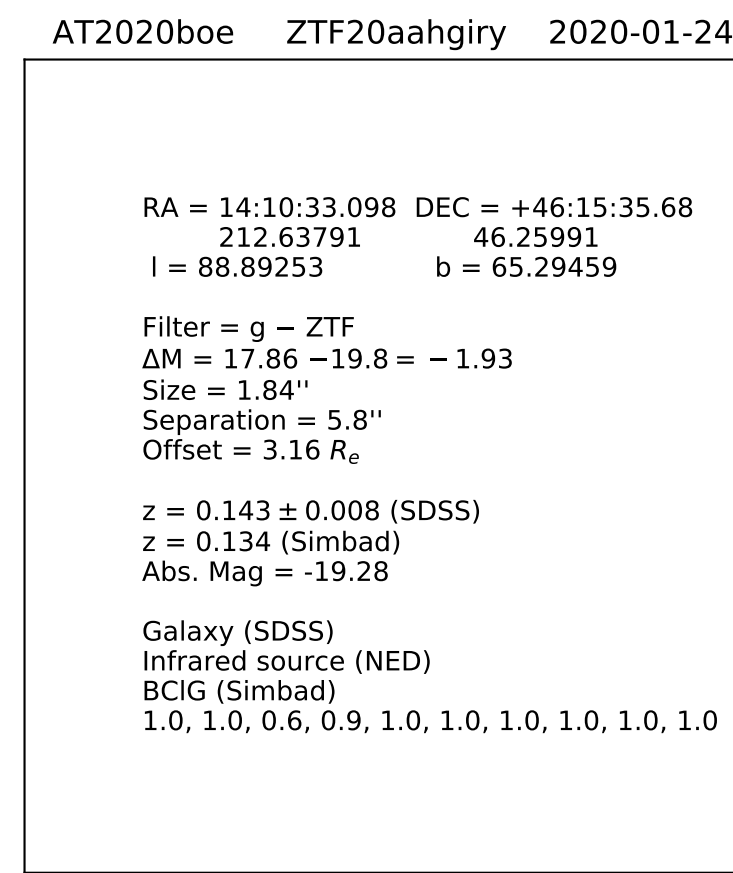 AT2020boe ZTF20aahgiry 2020-01-24
RA = 14:10:33.098 DEC = +46:15:35.68
212.63791 46.25991
l = 88.89253 b = 65.29459
Filter = g − ZTF
ΔM = 17.86 −19.8 = − 1.93
Size = 1.84''
Separation = 5.8''
Offset = 3.16 Re
z = 0.143 ± 0.008 (SDSS)
z = 0.134 (Simbad)
Abs. Mag = -19.28
Galaxy (SDSS)
Infrared source (NED)
BClG (Simbad)
1.0, 1.0, 0.6, 0.9, 1.0, 1.0, 1.0, 1.0, 1.0, 1.0